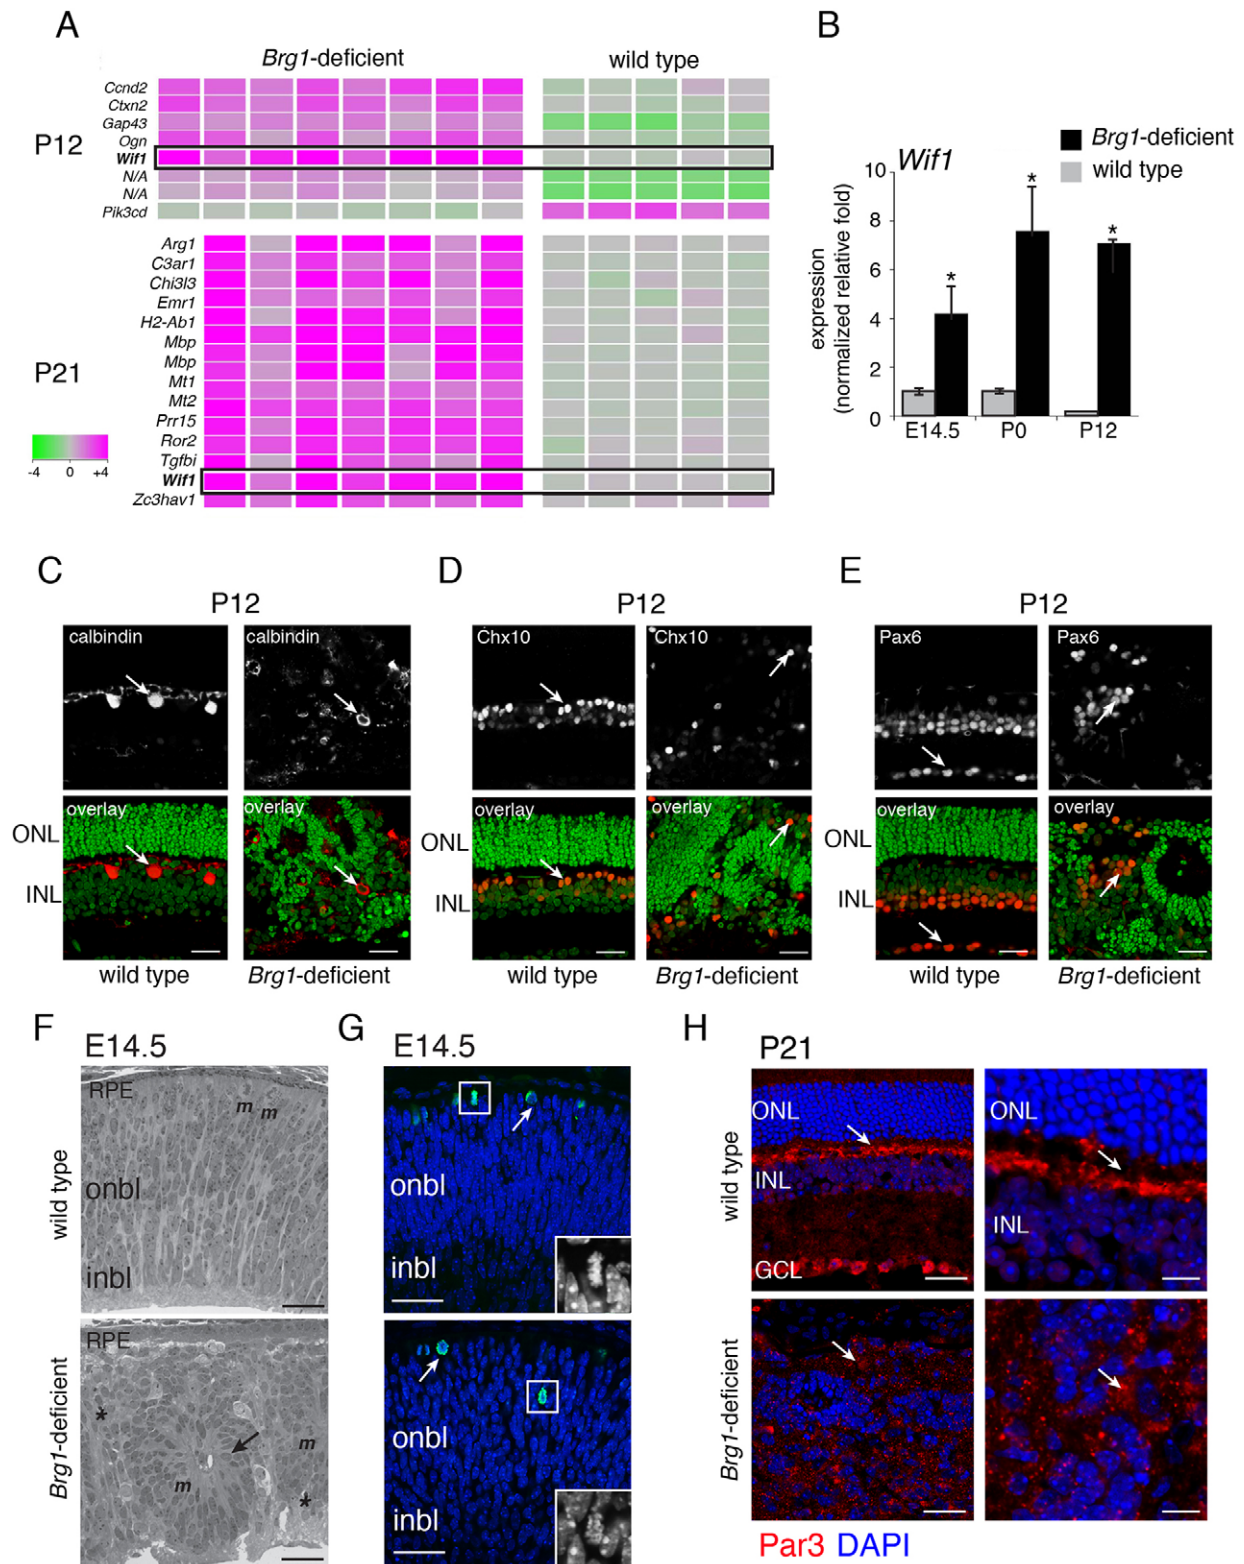 A
Brg1-deficient
wild type
P12
Ccnd2
Ctxn2
Gap43
Ogn
Wif1
N/A
N/A
Pik3cd
P21
Arg1
C3ar1
Chi3l3
Emr1
H2-Ab1
Mbp
Mbp
Mt1
Mt2
Prr15
Ror2
Tgfbi
Wif1
Zc3hav1
-4 0 +4
B
Brg1-deficient
wild type
Wif1
expression
(normalized relative fold)
10
8
6
4
2
0
* * *
E14.5 P0 P12
C
P12
calbindin calbindin
overlay overlay
ONL
INL
wild type Brg1-deficient
D
P12
Chx10 Chx10
overlay overlay
ONL
INL
wild type Brg1-deficient
E
P12
Pax6 Pax6
overlay overlay
ONL
INL
wild type Brg1-deficient
F
E14.5
wild type
RPE
m m
onbl
inbl
Brg1-deficient
RPE
*
m
m
*
G
E14.5
onbl
inbl
onbl
inbl
H
P21
wild type
ONL
INL
GCL
ONL
INL
Brg1-deficient
Par3 DAPI